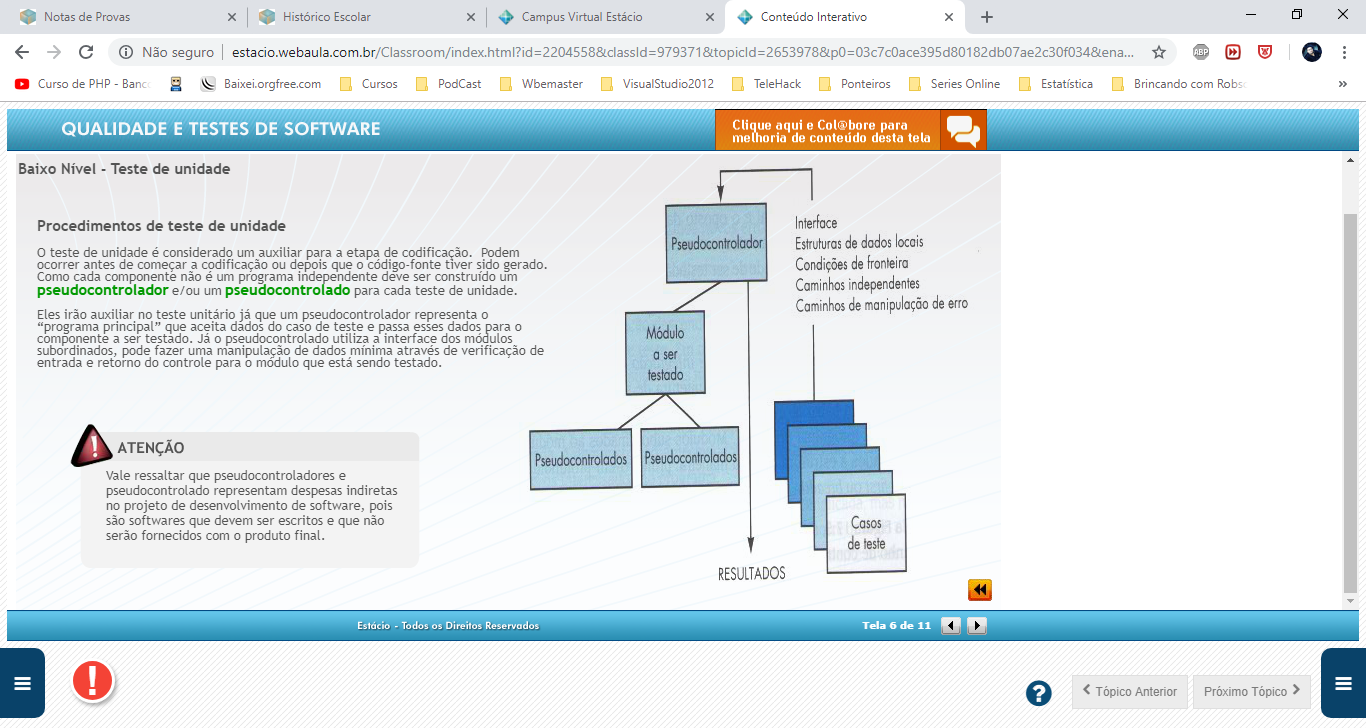 Notas de Provas
Histórico Escolar
Campus Virtual Estácio
Conteúdo Interativo
Não seguro
estacio.webaula.com.br/Classroom/index.html?id=2204558&classId=979371&topicId=2653978&p0=03c7c0ace395d80182db07ae2c30f034&ena...
ABP
Curso de PHP - Banco
Baixei.orgfree.com
Cursos
PodCast
Wbemaster
VisualStudio2012
TeleHack
Ponteiros
Series Online
Estatística
Brincando com Robs
»
QUALIDADE E TESTES DE SOFTWARE
Clique aqui e Col@bore para
melhoria de conteúdo desta tela
Baixo Nível - Teste de unidade
Procedimentos de teste de unidade
O teste de unidade é considerado um auxiliar para a etapa de codificação. Podem
ocorrer antes de começar a codificação ou depois que o código-fonte tiver sido gerado.
Como cada componente não é um programa independente deve ser construído um
pseudocontrolador e/ou um pseudocontrolado para cada teste de unidade.
Eles irão auxiliar no teste unitário já que um pseudocontrolador representa o
“programa principal” que aceita dados do caso de teste e passa esses dados para o
componente a ser testado. Já o pseudocontrolado utiliza a interface dos módulos
subordinados, pode fazer uma manipulação de dados mínima através de verificação de
entrada e retorno do controle para o módulo que está sendo testado.
ATENÇÃO
Vale ressaltar que pseudocontroladores e
pseudocontrolado representam despesas indiretas
no projeto de desenvolvimento de software, pois
são softwares que devem ser escritos e que não
serão fornecidos com o produto final.
Pseudocontrolador
Interface
Estruturas de dados locais
Condições de fronteira
Caminhos independentes
Caminhos de manipulação de erro
Módulo
a ser
testado
Pseudocontrolados
Pseudocontrolados
Casos
de teste
RESULTADOS
Estácio - Todos os Direitos Reservados
Tela 6 de 11
Tópico Anterior
Próximo Tópico